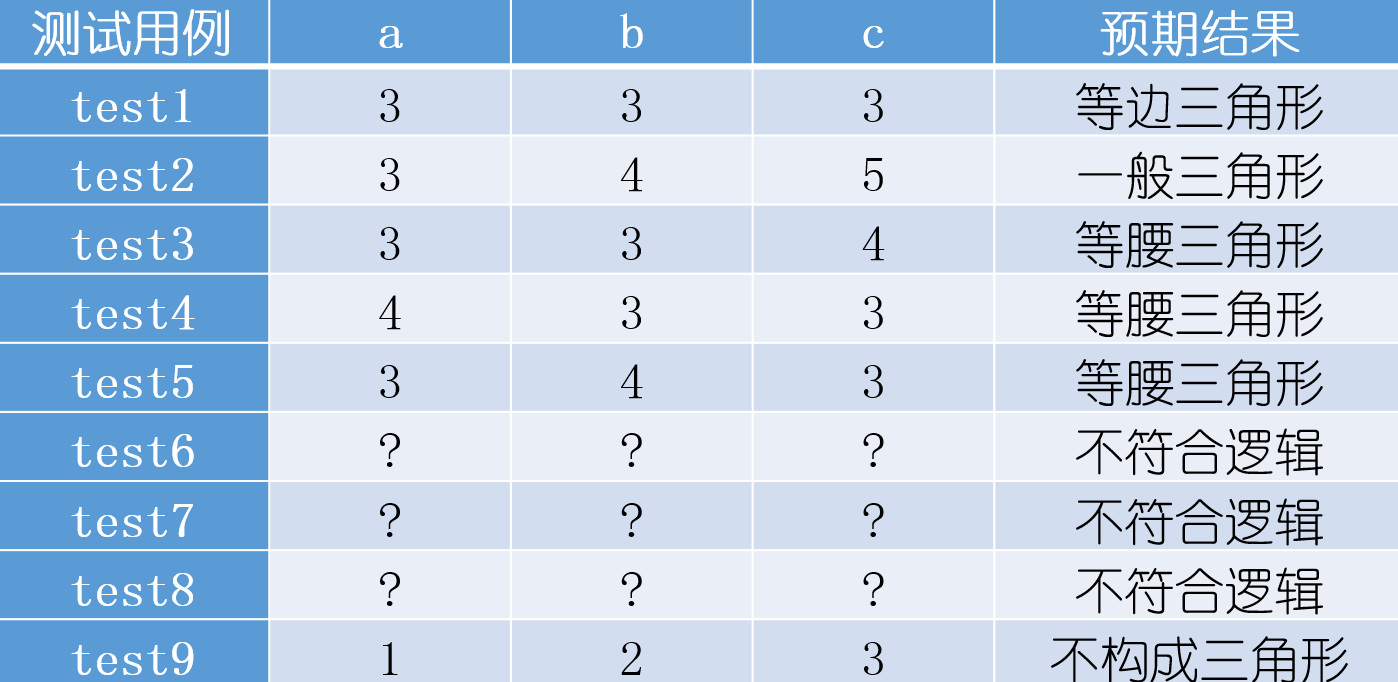 测试用例 a b c 预期结果
test1 3 3 3 等边三角形
test2 3 4 5 一般三角形
test3 3 3 4 等腰三角形
test4 4 3 3 等腰三角形
test5 3 4 3 等腰三角形
test6 ? ? ? 不符合逻辑
test7 ? ? ? 不符合逻辑
test8 ? ? ? 不符合逻辑
test9 1 2 3 不构成三角形